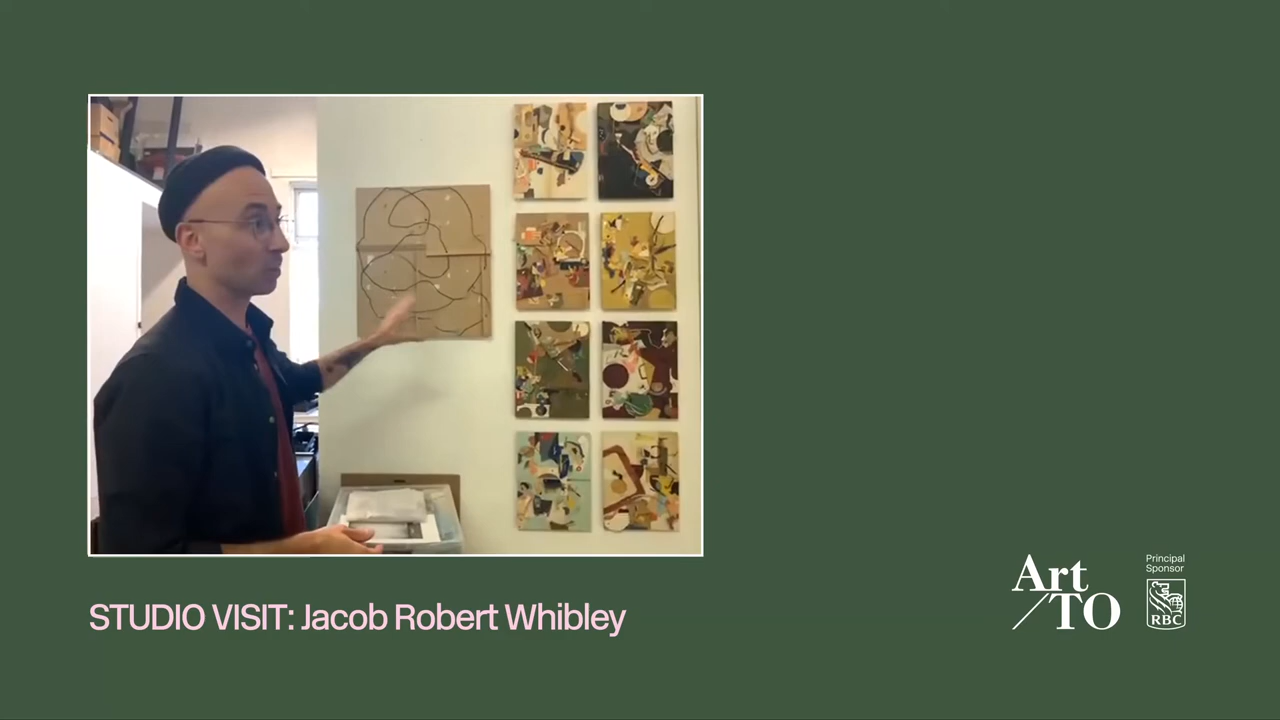 STUDIO VISIT: Jacob Robert Whibley
Art
/TO
Principal
Sponsor
RBC